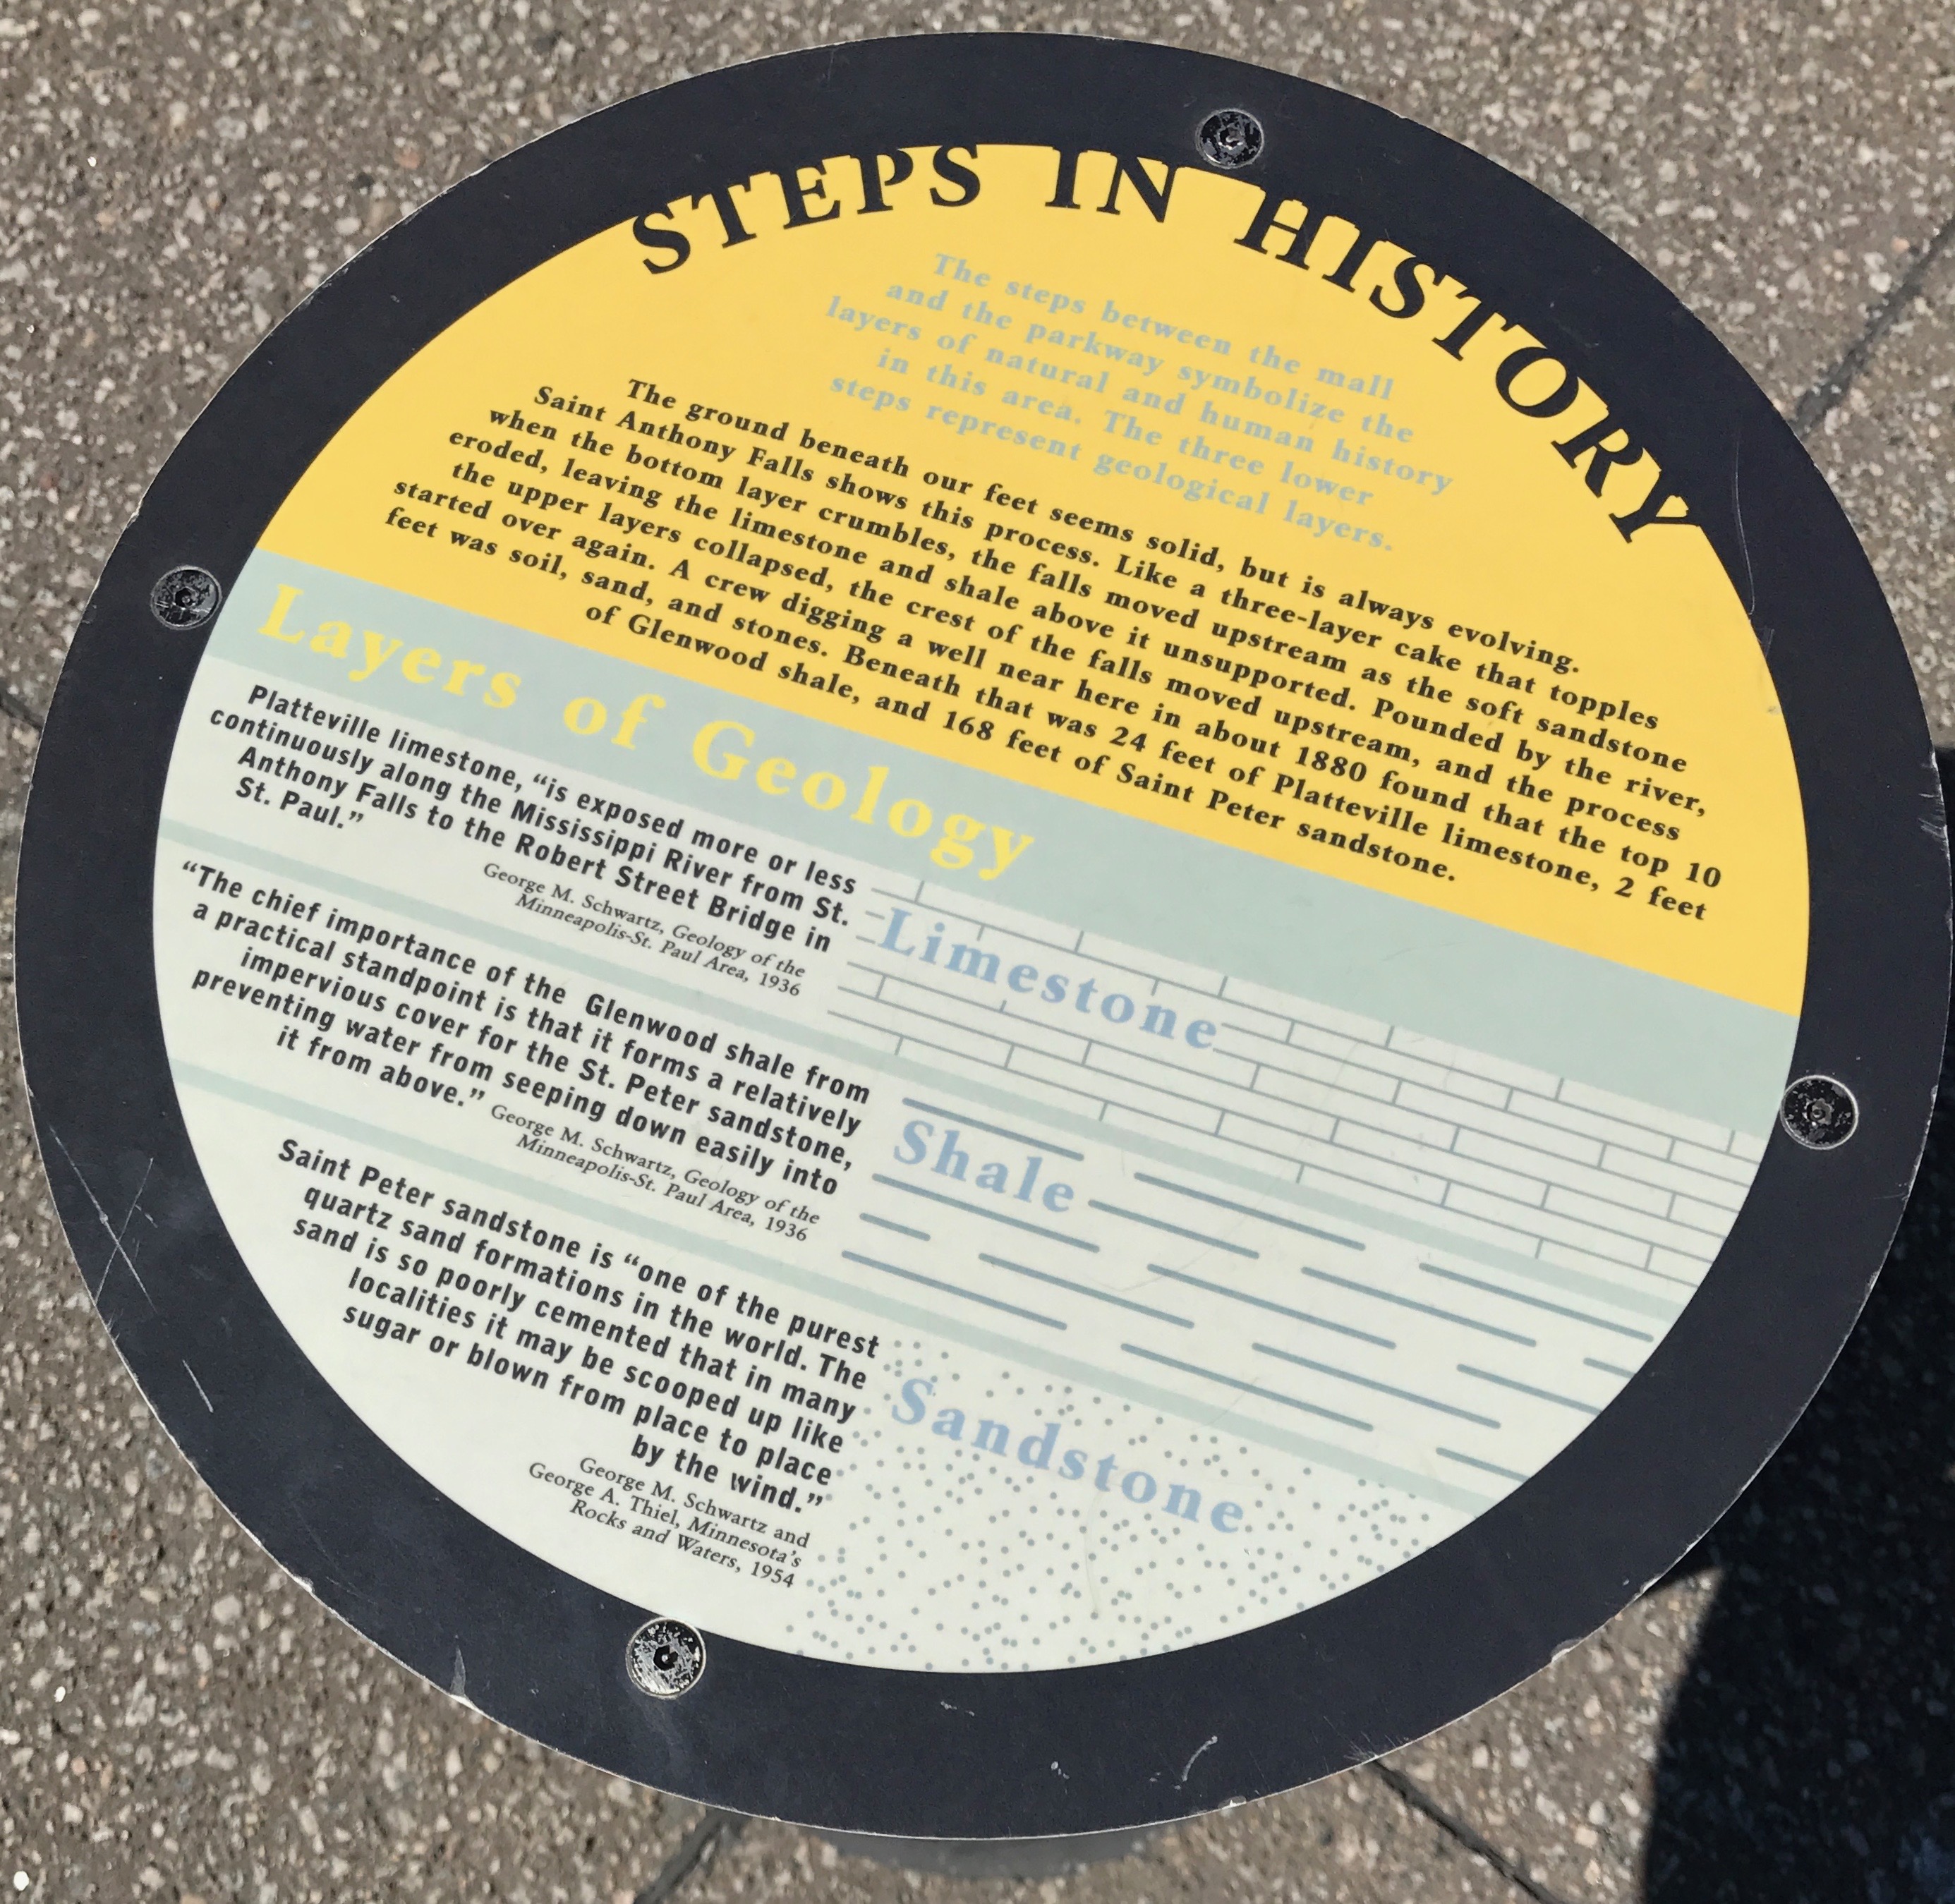 STEPS IN HISTORY
The steps between the mall
and the parkway symbolize the
layers of natural and human history
in this area. The three lower
steps represent geological layers.
The ground beneath our feet seems solid, but is always evolving.
Saint Anthony Falls shows this process. Like a three-layer cake that topples
when the bottom layer crumbles, the falls moved upstream as the soft sandstone
eroded, leaving the limestone and shale above it unsupported. Pounded by the river,
the upper layers collapsed, the crest of the falls moved upstream, and the process
started over again. A crew digging a well near here in about 1880 found that the top 10
feet was soil, sand, and stones. Beneath that was 24 feet of Platteville limestone, 2 feet
of Glenwood shale, and 168 feet of Saint Peter sandstone.
Layers of Geology
Platteville limestone, “is exposed more or less
continuously along the Mississippi River from St.
Anthony Falls to the Robert Street Bridge in
St. Paul.”
George M. Schwartz, Geology of the
Minneapolis-St. Paul Area, 1936
Limestone
“The chief importance of the Glenwood shale from
a practical standpoint is that it forms a relatively
impervious cover for the St. Peter sandstone,
preventing water from seeping down easily into
it from above.” George M. Schwartz, Geology of the
Minneapolis-St. Paul Area, 1936
Shale
Saint Peter sandstone is “one of the purest
quartz sand formations in the world. The
sand is so poorly cemented that in many
localities it may be scooped up like
sugar or blown from place to place
by the wind.”
George M. Schwartz and
George A. Thiel, Minnesota's
Rocks and Waters, 1954
Sandstone